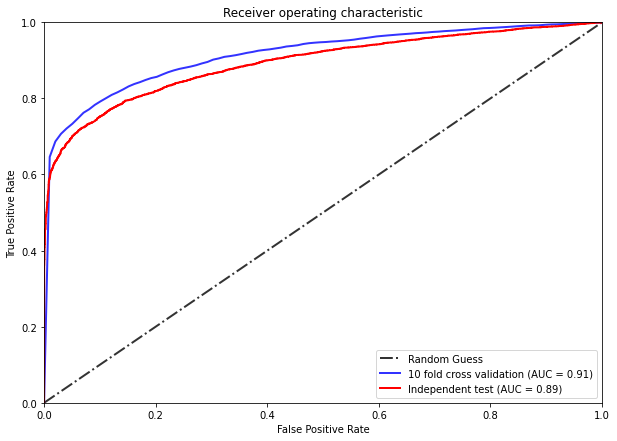 Receiver operating characteristic
True Positive Rate
1.0
0.8
0.6
0.4
0.2
0.0
Random Guess
10 fold cross validation (AUC = 0.91)
Independent test (AUC = 0.89)
0.0 0.2 0.4 0.6 0.8 1.0
False Positive Rate